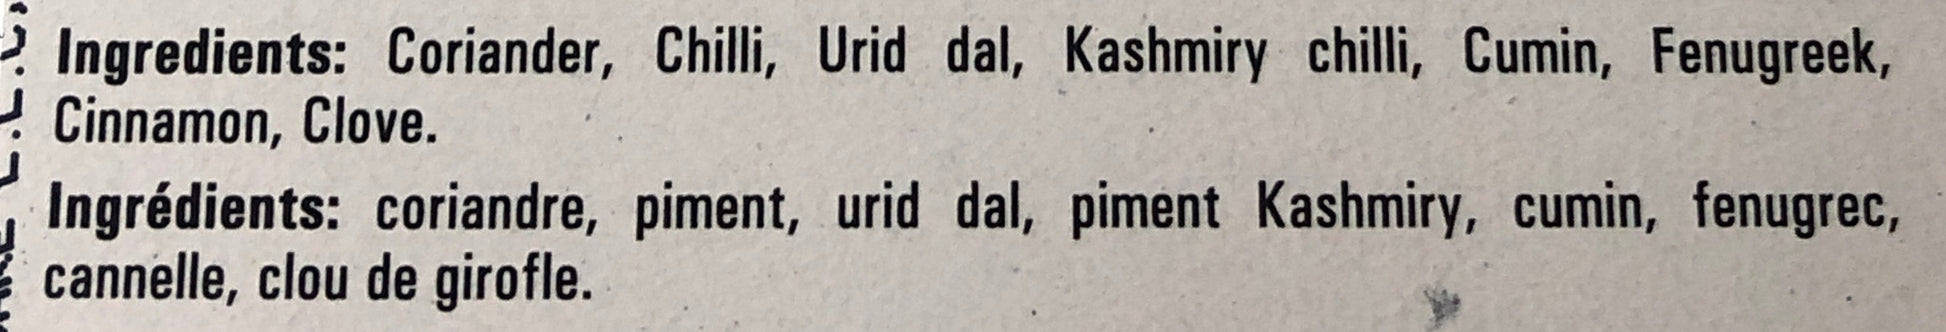 Ingredients: Coriander, Chilli, Urid dal, Kashmiry chilli, Cumin, Fenugreek,
Cinnamon, Clove.
Ingrédients: coriandre, piment, urid dal, piment Kashmiry, cumin, fenugrec,
cannelle, clou de girofle.